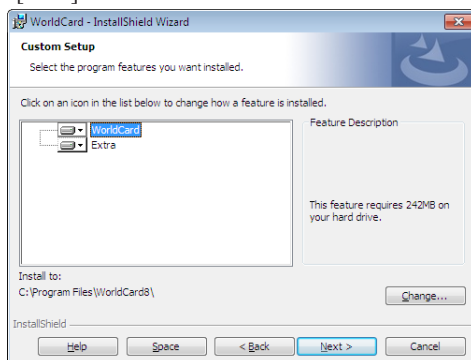 WorldCard - InstallShield Wizard
Custom Setup
Select the program features you want installed.
Click on an icon in the list below to change how a feature is installed.
WorldCard
Extra
Feature Description
This feature requires 242MB on
your hard drive.
Install to:
C:\Program Files\WorldCard8\
Change...
InstallShield
Help Space < Back Next > Cancel